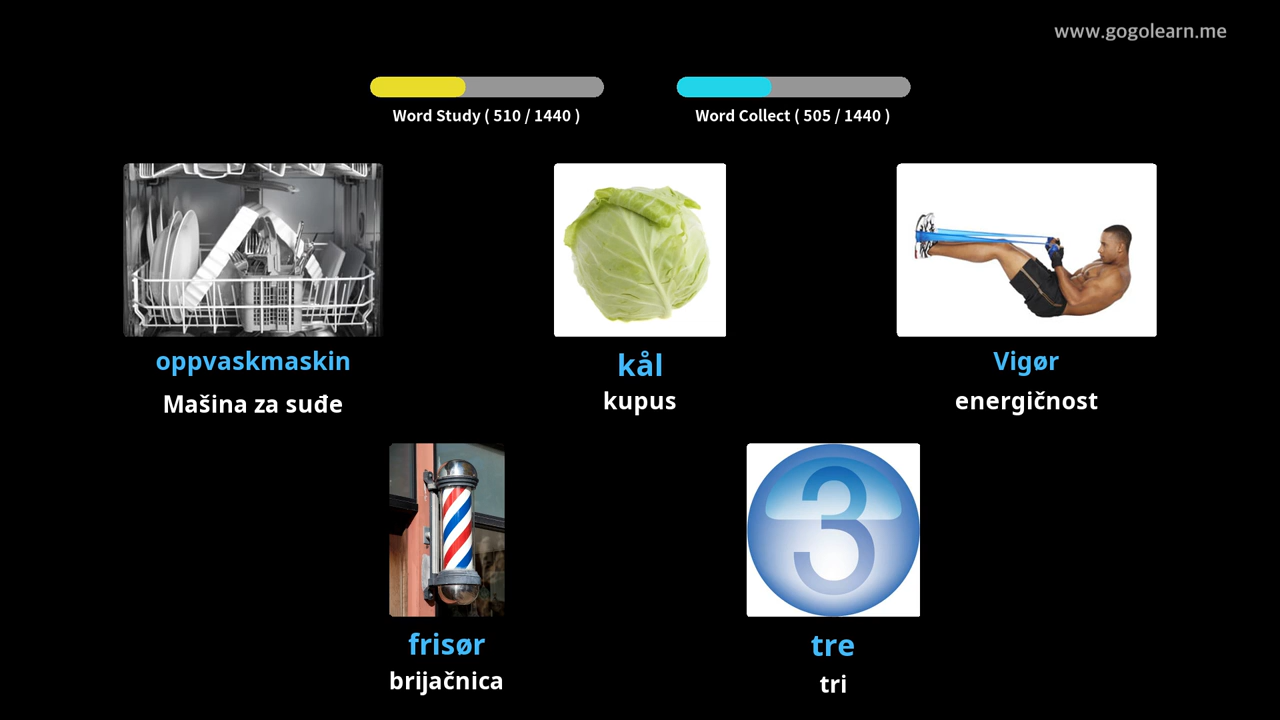 www.gogolearn.me
Word Study ( 510 / 1440 )
Word Collect ( 505 / 1440 )
oppvaskmaskin
Mašina za suđe
kål
kupus
Vigør
energičnost
frisør
brijačnica
3
tre
tri